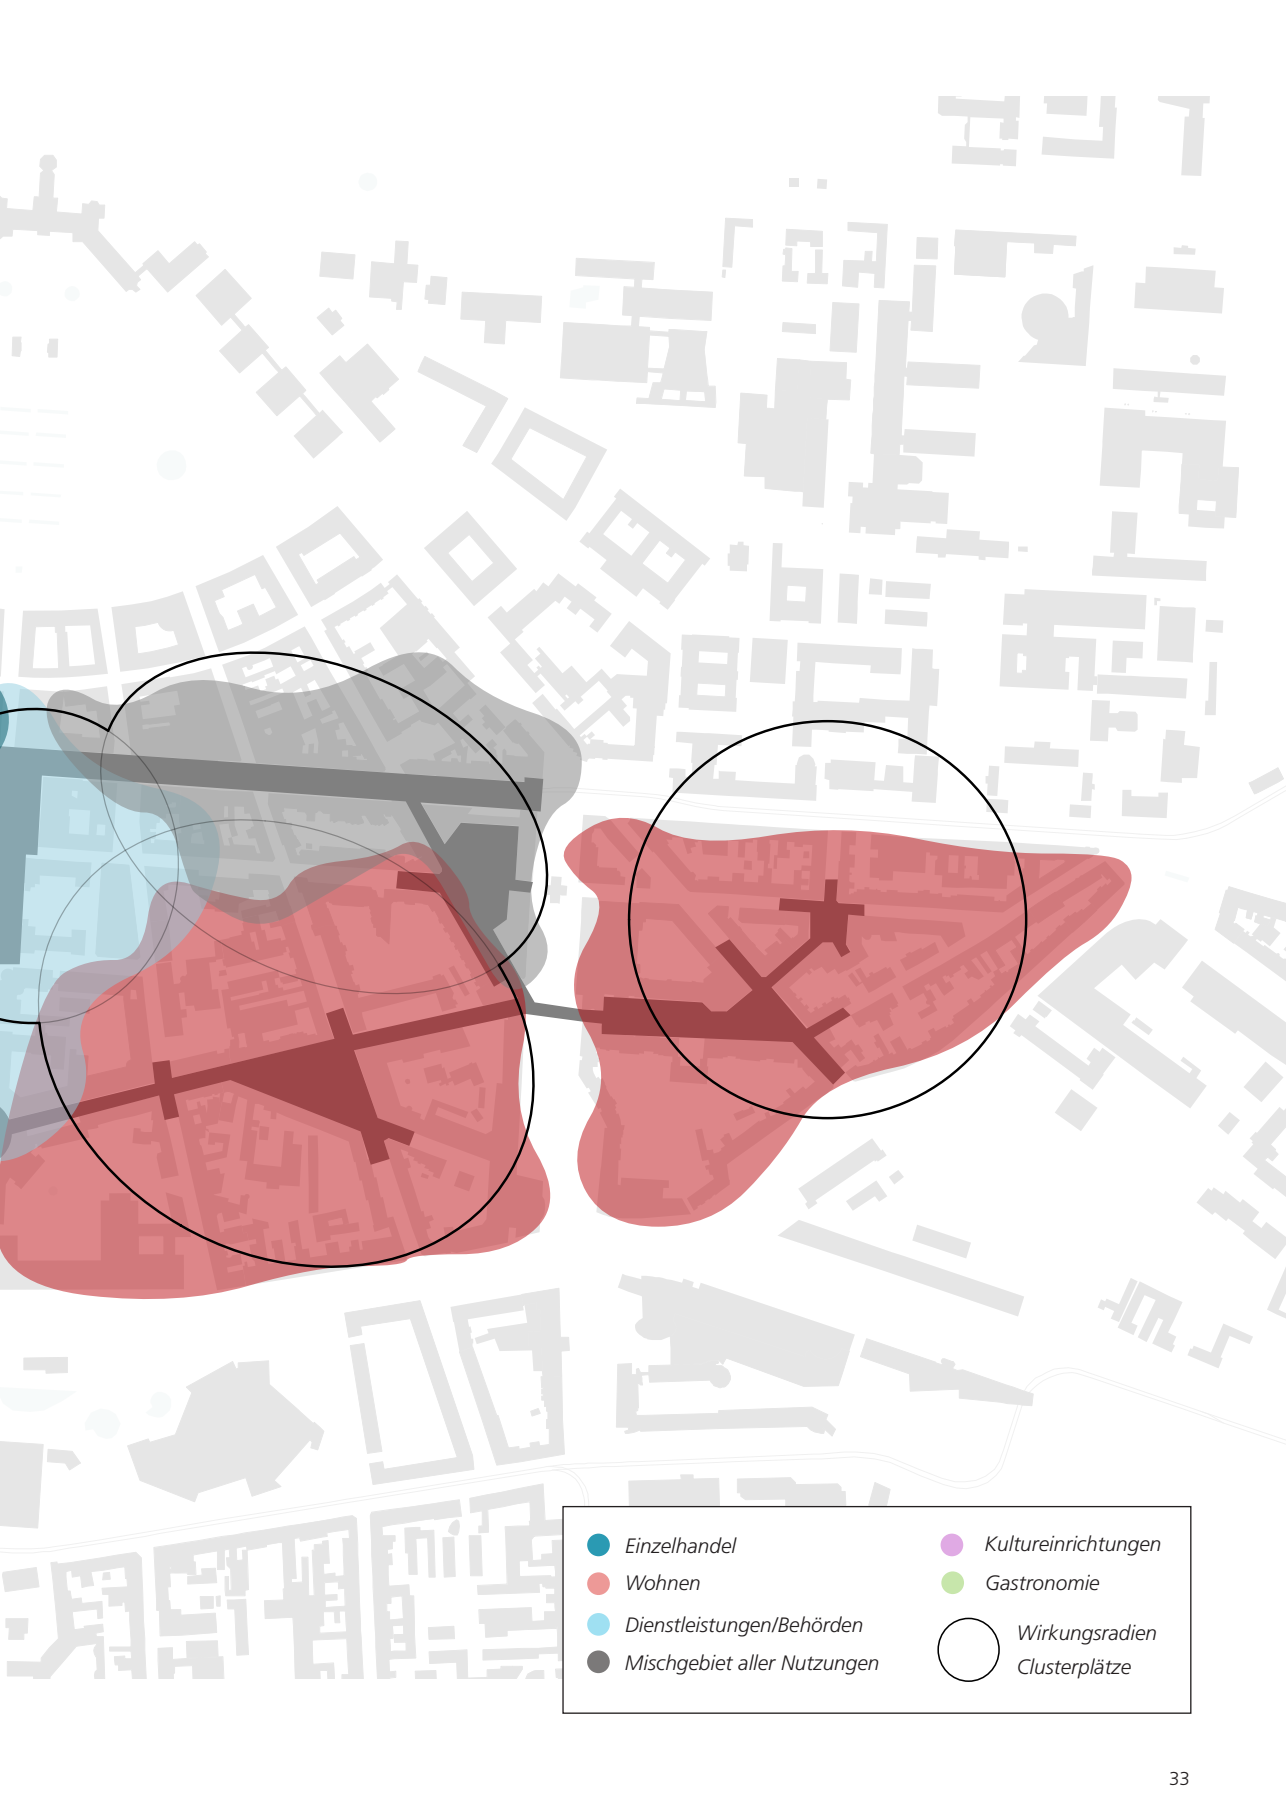 Einzelhandel
Wohnen
Dienstleistungen/Behörden
Mischgebiet aller Nutzungen
Kultureinrichtungen
Gastronomie
Wirkungsradien
Clusterplätze
33